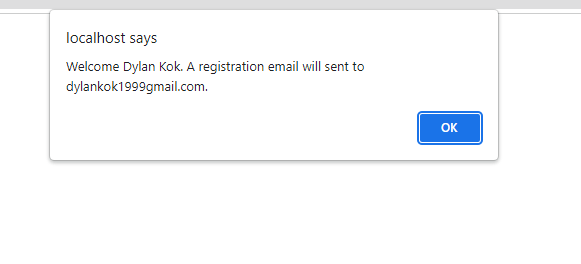 localhost says
Welcome Dylan Kok. A registration email will sent to
dylankok1999gmail.com.
OK